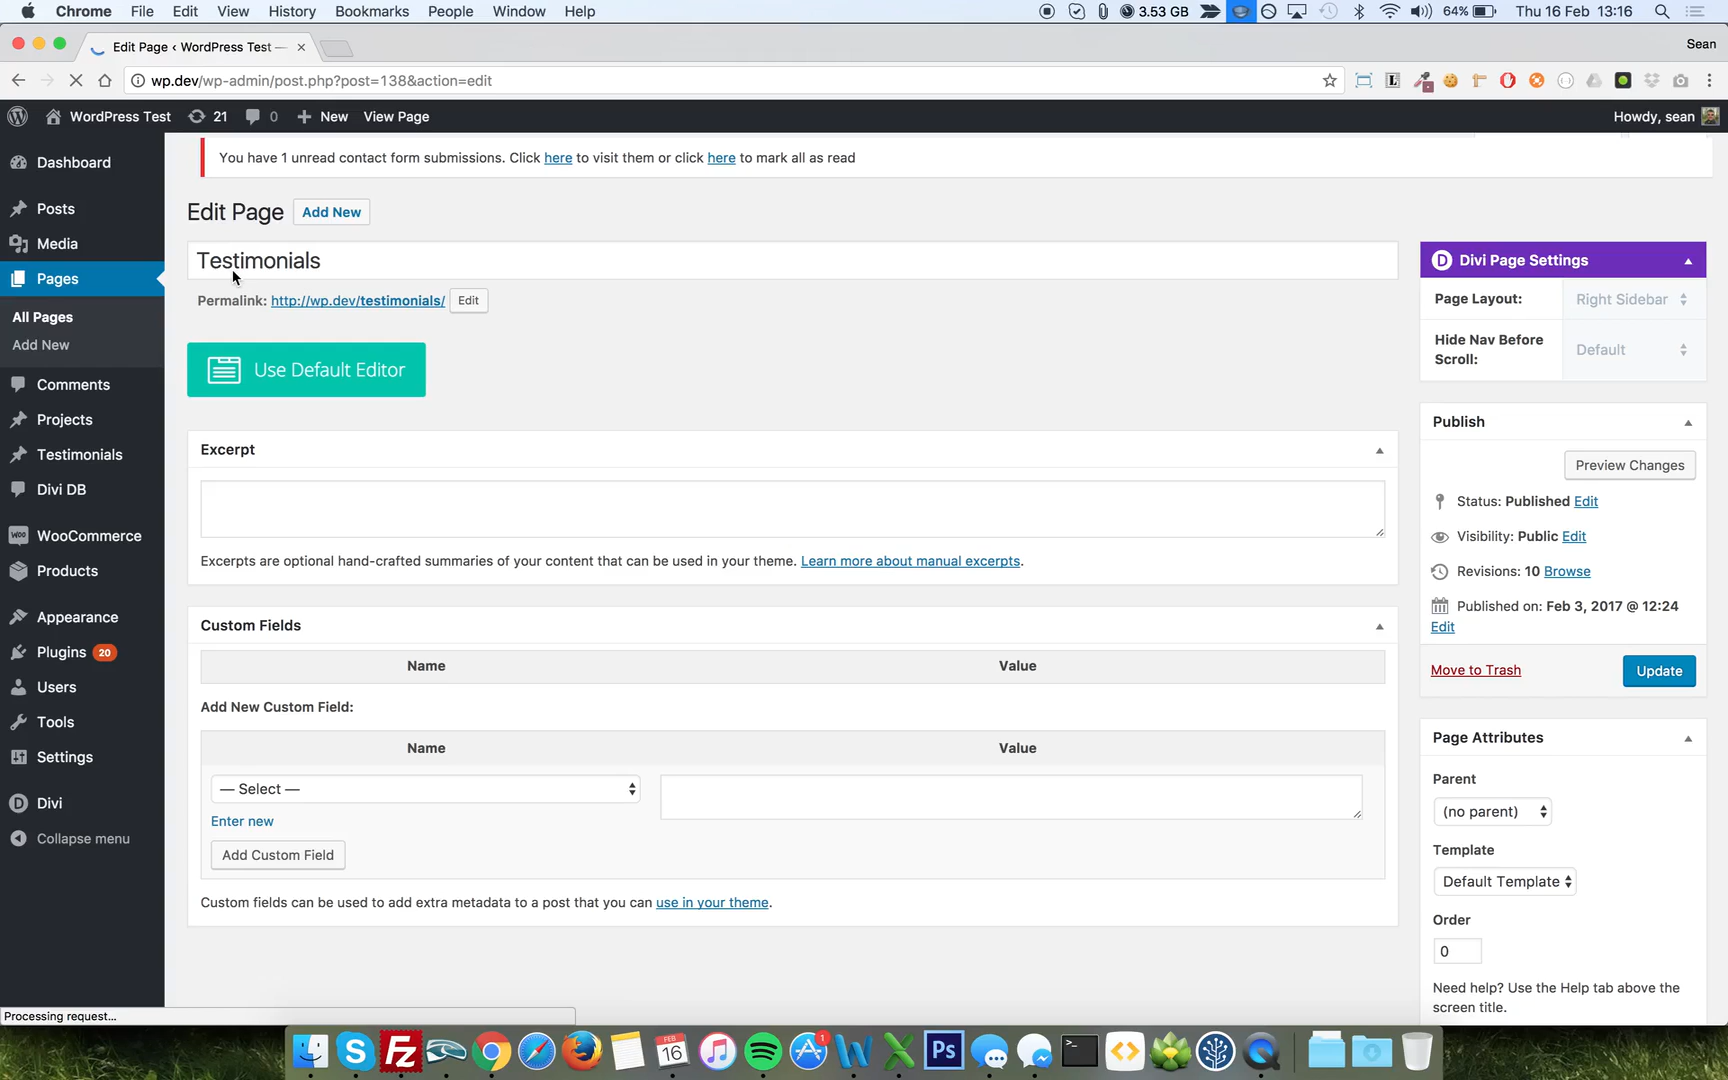 Chrome File Edit View History Bookmarks People Window Help 3.53 GB 64% Thu 16 Feb 13:16
Edit Page ‹ WordPress Test — Sean
wp.dev/wp-admin/post.php?post=138&action=edit
WordPress Test 21 0 New View Page Howdy, sean
Dashboard
Posts
Media
Pages
All Pages
Add New
Comments
Projects
Testimonials
Divi DB
WooCommerce
Products
Appearance
Plugins 20
Users
Tools
Settings
Divi
Collapse menu
You have 1 unread contact form submissions. Click here to visit them or click here to mark all as read
Edit Page Add New
Testimonials
Permalink: http://wp.dev/testimonials/ Edit
Use Default Editor
Excerpt
Excerpts are optional hand-crafted summaries of your content that can be used in your theme. Learn more about manual excerpts.
Custom Fields
Name Value
Add New Custom Field:
Name Value
— Select —
Enter new
Add Custom Field
Custom fields can be used to add extra metadata to a post that you can use in your theme.
Divi Page Settings
Page Layout: Right Sidebar
Hide Nav Before
Scroll: Default
Publish
Preview Changes
Status: Published Edit
Visibility: Public Edit
Revisions: 10 Browse
Published on: Feb 3, 2017 @ 12:24
Edit
Move to Trash Update
Page Attributes
Parent
(no parent)
Template
Default Template
Order
0
Need help? Use the Help tab above the
screen title.
Processing request...
FEB
16
1
Ps